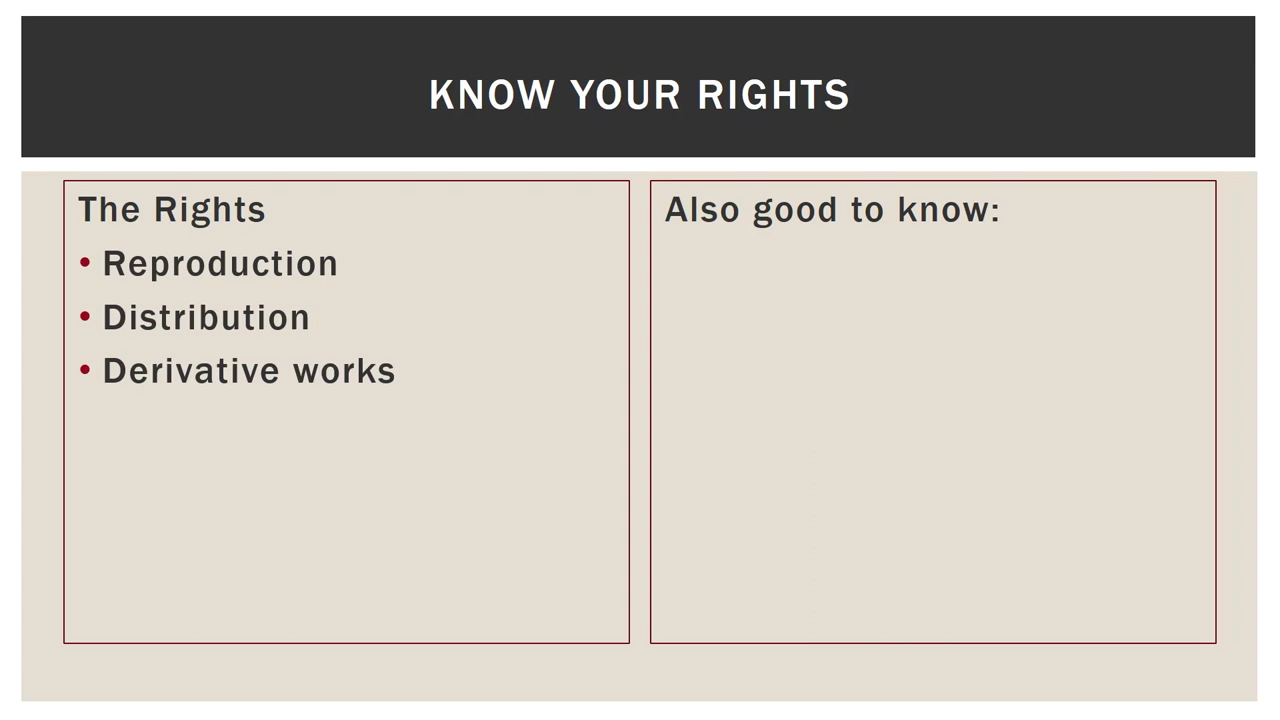 KNOW YOUR RIGHTS
The Rights
• Reproduction
• Distribution
• Derivative works
Also good to know: